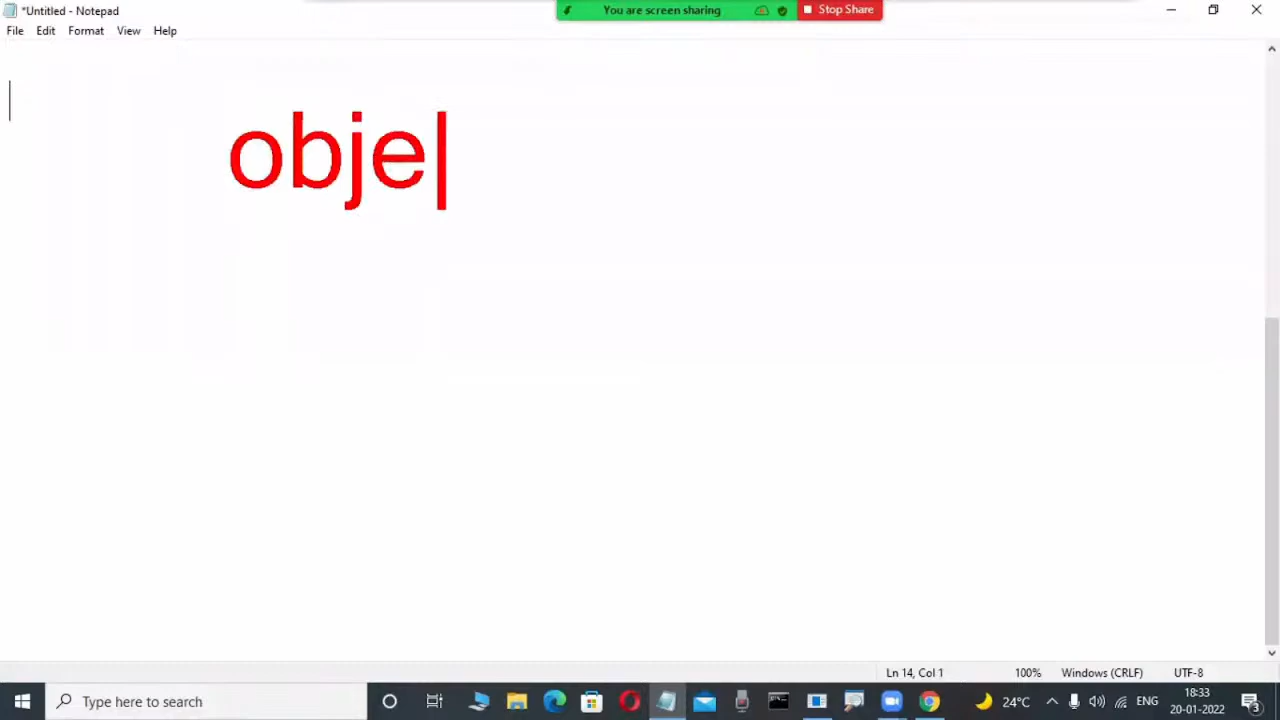 *Untitled - Notepad
You are screen sharing
Stop Share
File Edit Format View Help
obje
Ln 14, Col 1
100%
Windows (CRLF)
UTF-8
Type here to search
24°C
ENG
18:33
20-01-2022
3